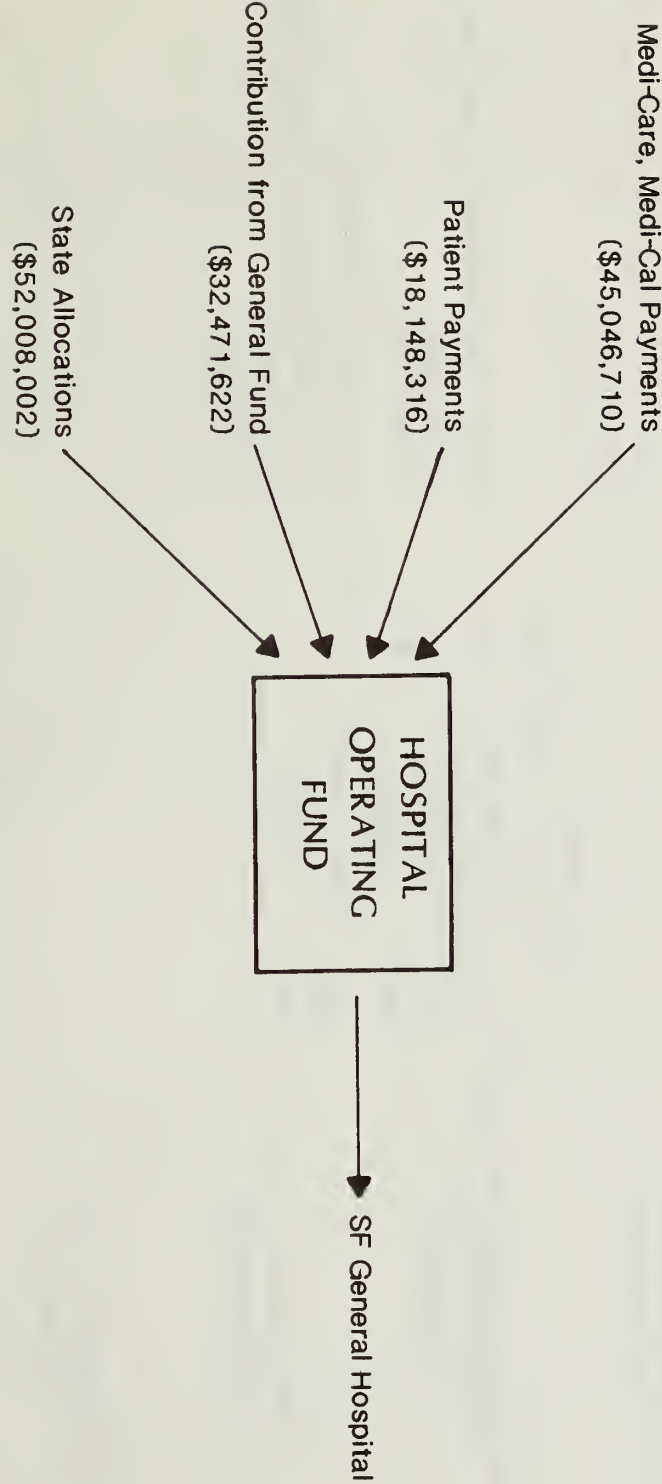 Medi-Care, Medi-Cal Payments
($45,046,710)
Patient Payments
($18,148,316)
Contribution from General Fund
($32,471,622)
State Allocations
($52,008,002)
HOSPITAL
OPERATING
FUND
SF General Hospital